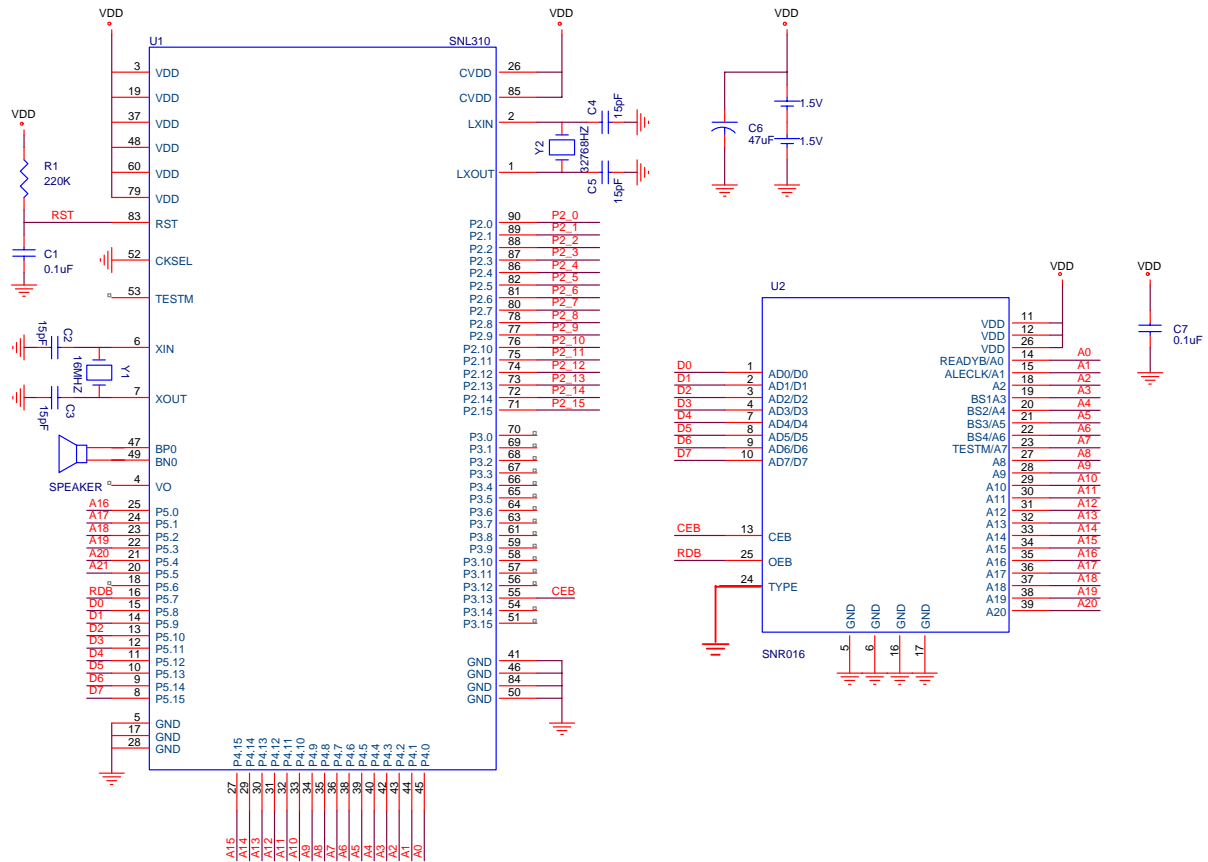 VDD
VDD
VDD
U1
SNL310
3 VDD
19 VDD
37 VDD
48 VDD
60 VDD
79 VDD
RST 83 RST
52 CKSEL
53 TESTM
6 XIN
7 XOUT
47 BP0
49 BN0
4 VO
A16 25 P5.0
A17 24 P5.1
A18 23 P5.2
A19 22 P5.3
A20 21 P5.4
A21 20 P5.5
18 P5.6
RDB 16 P5.7
D0 15 P5.8
D1 14 P5.9
D2 13 P5.10
D3 12 P5.11
D4 11 P5.12
D5 10 P5.13
D6 9 P5.14
D7 8 P5.15
5 GND
17 GND
28 GND
VDD
R1
220K
C1
0.1uF
15pF
C2
16MHZ
Y1
C3
15pF
SPEAKER
CVDD 26
CVDD 85
LXIN 2
LXOUT 1
C4
15pF
Y2
32768HZ
C5
15pF
P2.0 90 P2_0
P2.1 89 P2_1
P2.2 88 P2_2
P2.3 87 P2_3
P2.4 86 P2_4
P2.5 82 P2_5
P2.6 81 P2_6
P2.7 80 P2_7
P2.8 78 P2_8
P2.9 77 P2_9
P2.10 76 P2_10
P2.11 75 P2_11
P2.12 74 P2_12
P2.13 73 P2_13
P2.14 72 P2_14
P2.15 71 P2_15
P3.0 70
P3.1 69
P3.2 68
P3.3 67
P3.4 66
P3.5 65
P3.6 64
P3.7 63
P3.8 61
P3.9 59
P3.10 58
P3.11 57
P3.12 56
P3.13 55 CEB
P3.14 54
P3.15 51
GND 41
GND 46
GND 84
GND 50
P4.15 27 A15
P4.14 29 A14
P4.13 30 A13
P4.12 31 A12
P4.11 32 A11
P4.10 33 A10
P4.9 34 A9
P4.8 35 A8
P4.7 36 A7
P4.6 38 A6
P4.5 39 A5
P4.4 40 A4
P4.3 42 A3
P4.2 43 A2
P4.1 44 A1
P4.0 45 A0
C6
47uF
1.5V
1.5V
VDD
VDD
U2
D0 1 AD0/D0
D1 2 AD1/D1
D2 3 AD2/D2
D3 4 AD3/D3
D4 7 AD4/D4
D5 8 AD5/D5
D6 9 AD6/D6
D7 10 AD7/D7
CEB 13 CEB
RDB 25 OEB
24 TYPE
VDD 11
VDD 12
VDD 26
READYB/A0 14 A0
ALECLK/A1 15 A1
A2 18 A2
BS1A3 19 A3
BS2/A4 20 A4
BS3/A5 21 A5
BS4/A6 22 A6
TESTM/A7 23 A7
A8 27 A8
A9 28 A9
A10 29 A10
A11 30 A11
A12 31 A12
A13 32 A13
A14 33 A14
A15 34 A15
A16 35 A16
A17 36 A17
A18 37 A18
A19 38 A19
A20 39 A20
GND 5
GND 6
GND 16
GND 17
SNR016
C7
0.1uF